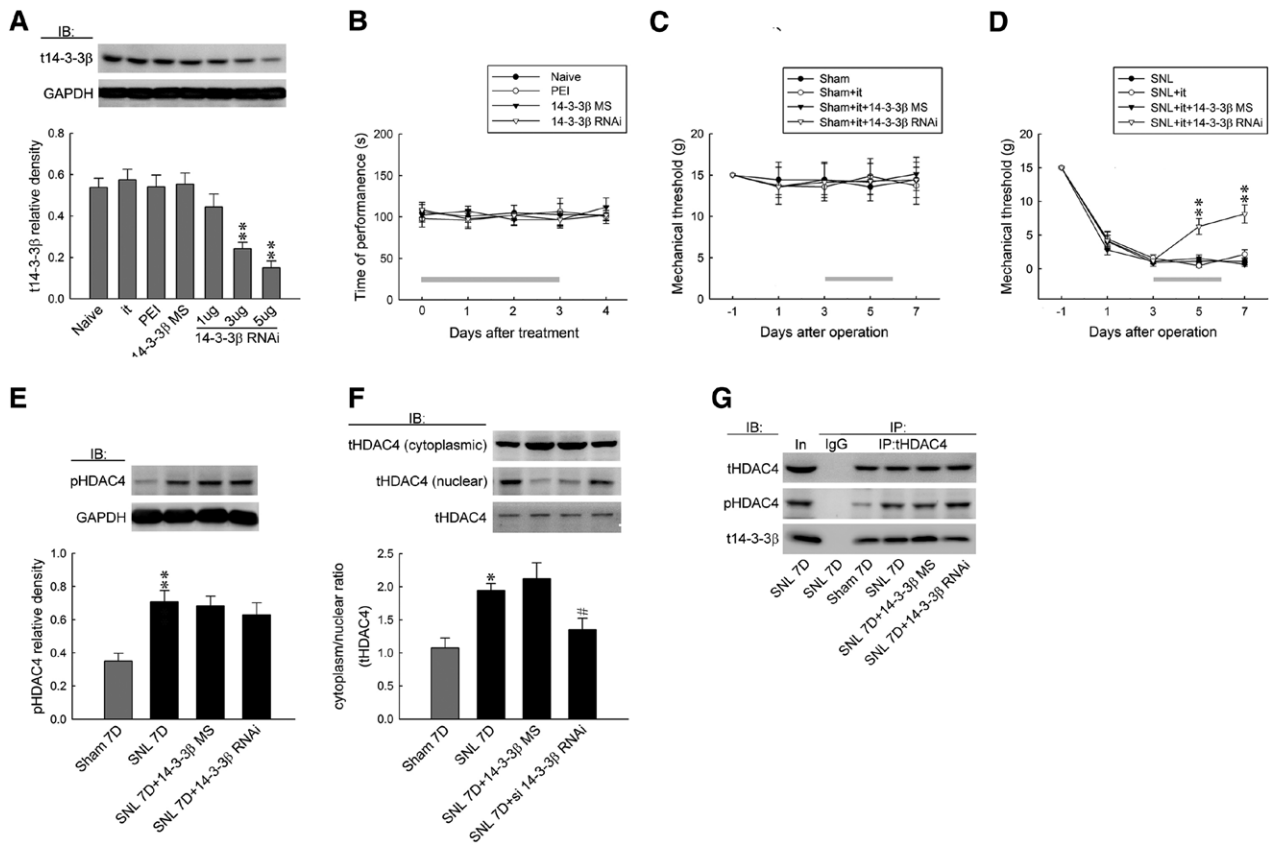 A
IB:
t14-3-3β
GAPDH
t14-3-3β relative density
0.8
0.6
0.4
0.2
0.0
**
**
Naive
it
PEI
14-3-3β MS
1ug
3ug
5ug
14-3-3β RNAi
B
Naive
PEI
14-3-3β MS
14-3-3β RNAi
Time of performanence (s)
200
150
100
50
0
0
1
2
3
4
Days after treatment
C
Sham
Sham+it
Sham+it+14-3-3β MS
Sham+it+14-3-3β RNAi
Mechanical threshold (g)
20
15
10
5
0
-1
1
3
5
7
Days after operation
D
SNL
SNL+it
SNL+it+14-3-3β MS
SNL+it+14-3-3β RNAi
Mechanical threshold (g)
20
15
10
5
0
**
**
-1
1
3
5
7
Days after operation
E
IB:
pHDAC4
GAPDH
pHDAC4 relative density
1.0
0.8
0.6
0.4
0.2
0.0
**
Sham 7D
SNL 7D
SNL 7D+14-3-3β MS
SNL 7D+14-3-3β RNAi
F
IB:
tHDAC4 (cytoplasmic)
tHDAC4 (nuclear)
tHDAC4
cytoplasm/nuclear ratio
(tHDAC4)
2.5
2.0
1.5
1.0
0.5
0.0
*
#
Sham 7D
SNL 7D
SNL 7D+14-3-3β MS
SNL 7D+si 14-3-3β RNAi
G
IB:
IP:
In
IgG
IP:tHDAC4
tHDAC4
pHDAC4
t14-3-3β
SNL 7D
SNL 7D
Sham 7D
SNL 7D
SNL 7D+14-3-3β MS
SNL 7D+14-3-3β RNAi